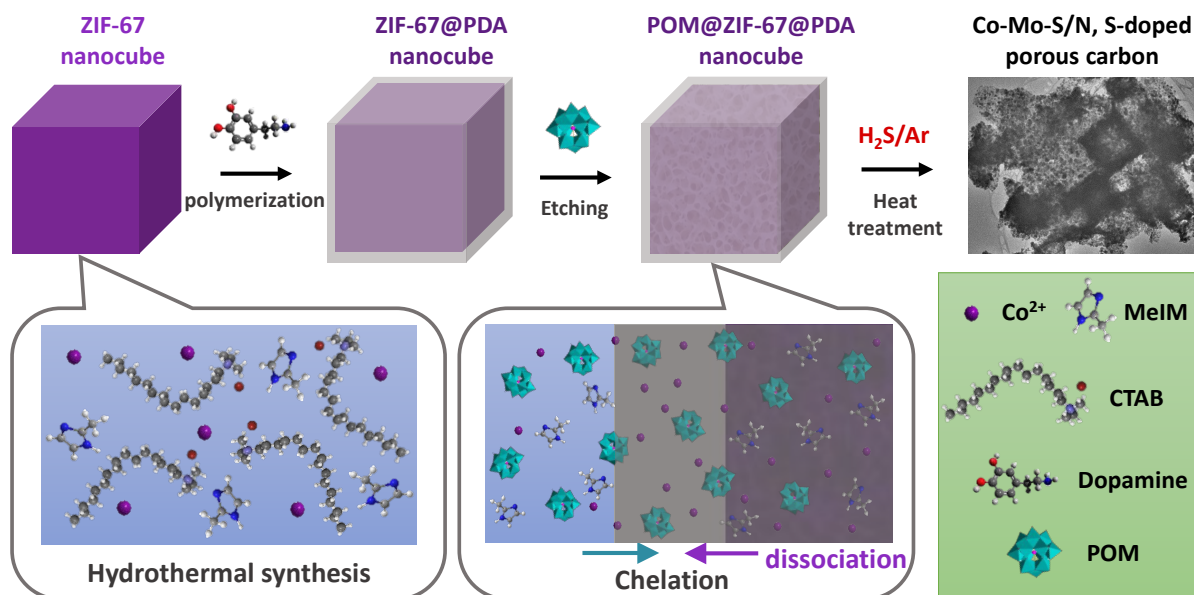 ZIF-67
nanocube
ZIF-67@PDA
nanocube
POM@ZIF-67@PDA
nanocube
Co-Mo-S/N, S-doped
porous carbon
polymerization
Etching
H₂S/Ar
Heat
treatment
Hydrothermal synthesis
Chelation
dissociation
Co²⁺
MeIM
CTAB
Dopamine
POM